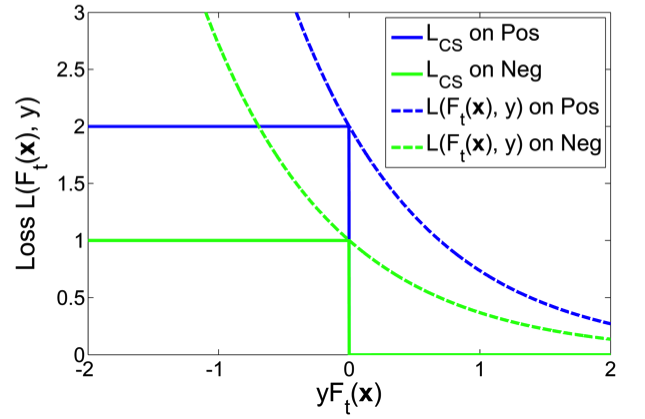 3
2.5
2
1.5
1
0.5
0
-2
-1
0
1
2
Loss L(F_t(x), y)
yF_t(x)
L_CS on Pos
L_CS on Neg
L(F_t(x), y) on Pos
L(F_t(x), y) on Neg